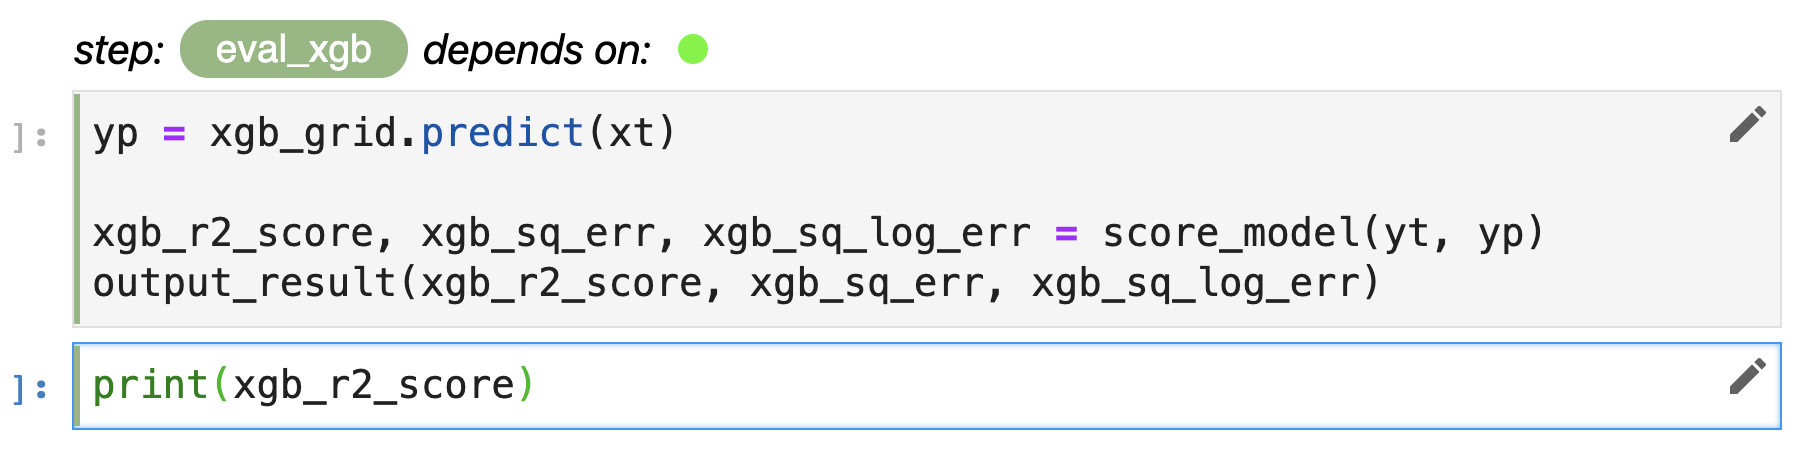 step: eval_xgb depends on:
]: yp = xgb_grid.predict(xt)
xgb_r2_score, xgb_sq_err, xgb_sq_log_err = score_model(yt, yp)
output_result(xgb_r2_score, xgb_sq_err, xgb_sq_log_err)
]: print(xgb_r2_score)